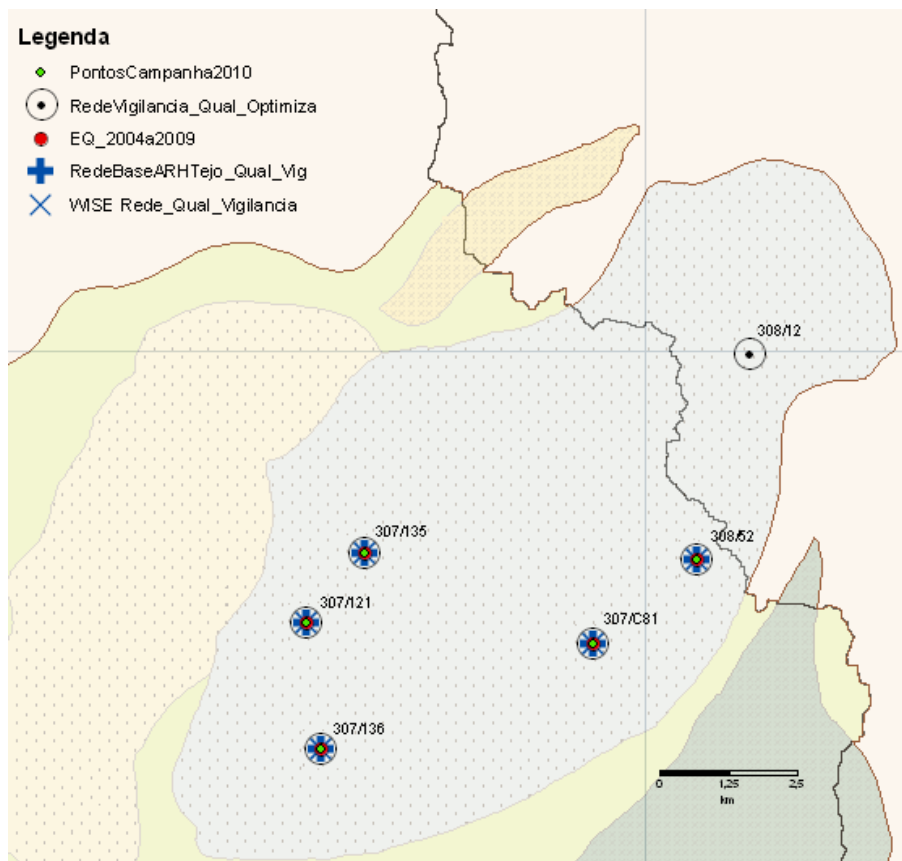 Legenda
PontosCampanha2010
RedeVigilancia_Qual_Optimiza
EQ_2004a2009
RedeBaseARHTejo_Qual_Vig
WISE Rede_Qual_Vigilancia
308/12
307/135
308/52
307/121
307/C81
307/136
0 1,25 2,5
km